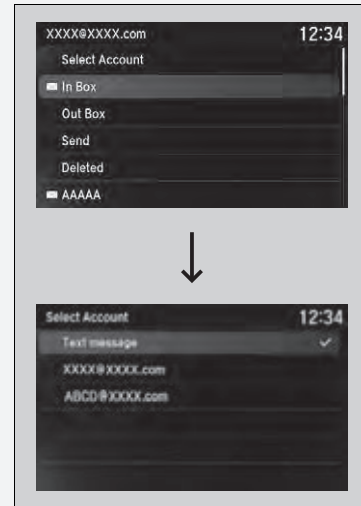 XXXX@XXXX.com 12:34
Select Account
In Box
Out Box
Send
Deleted
AAAAA
Select Account 12:34
Text message
XXXX@XXXX.com
ABCD@XXXX.com